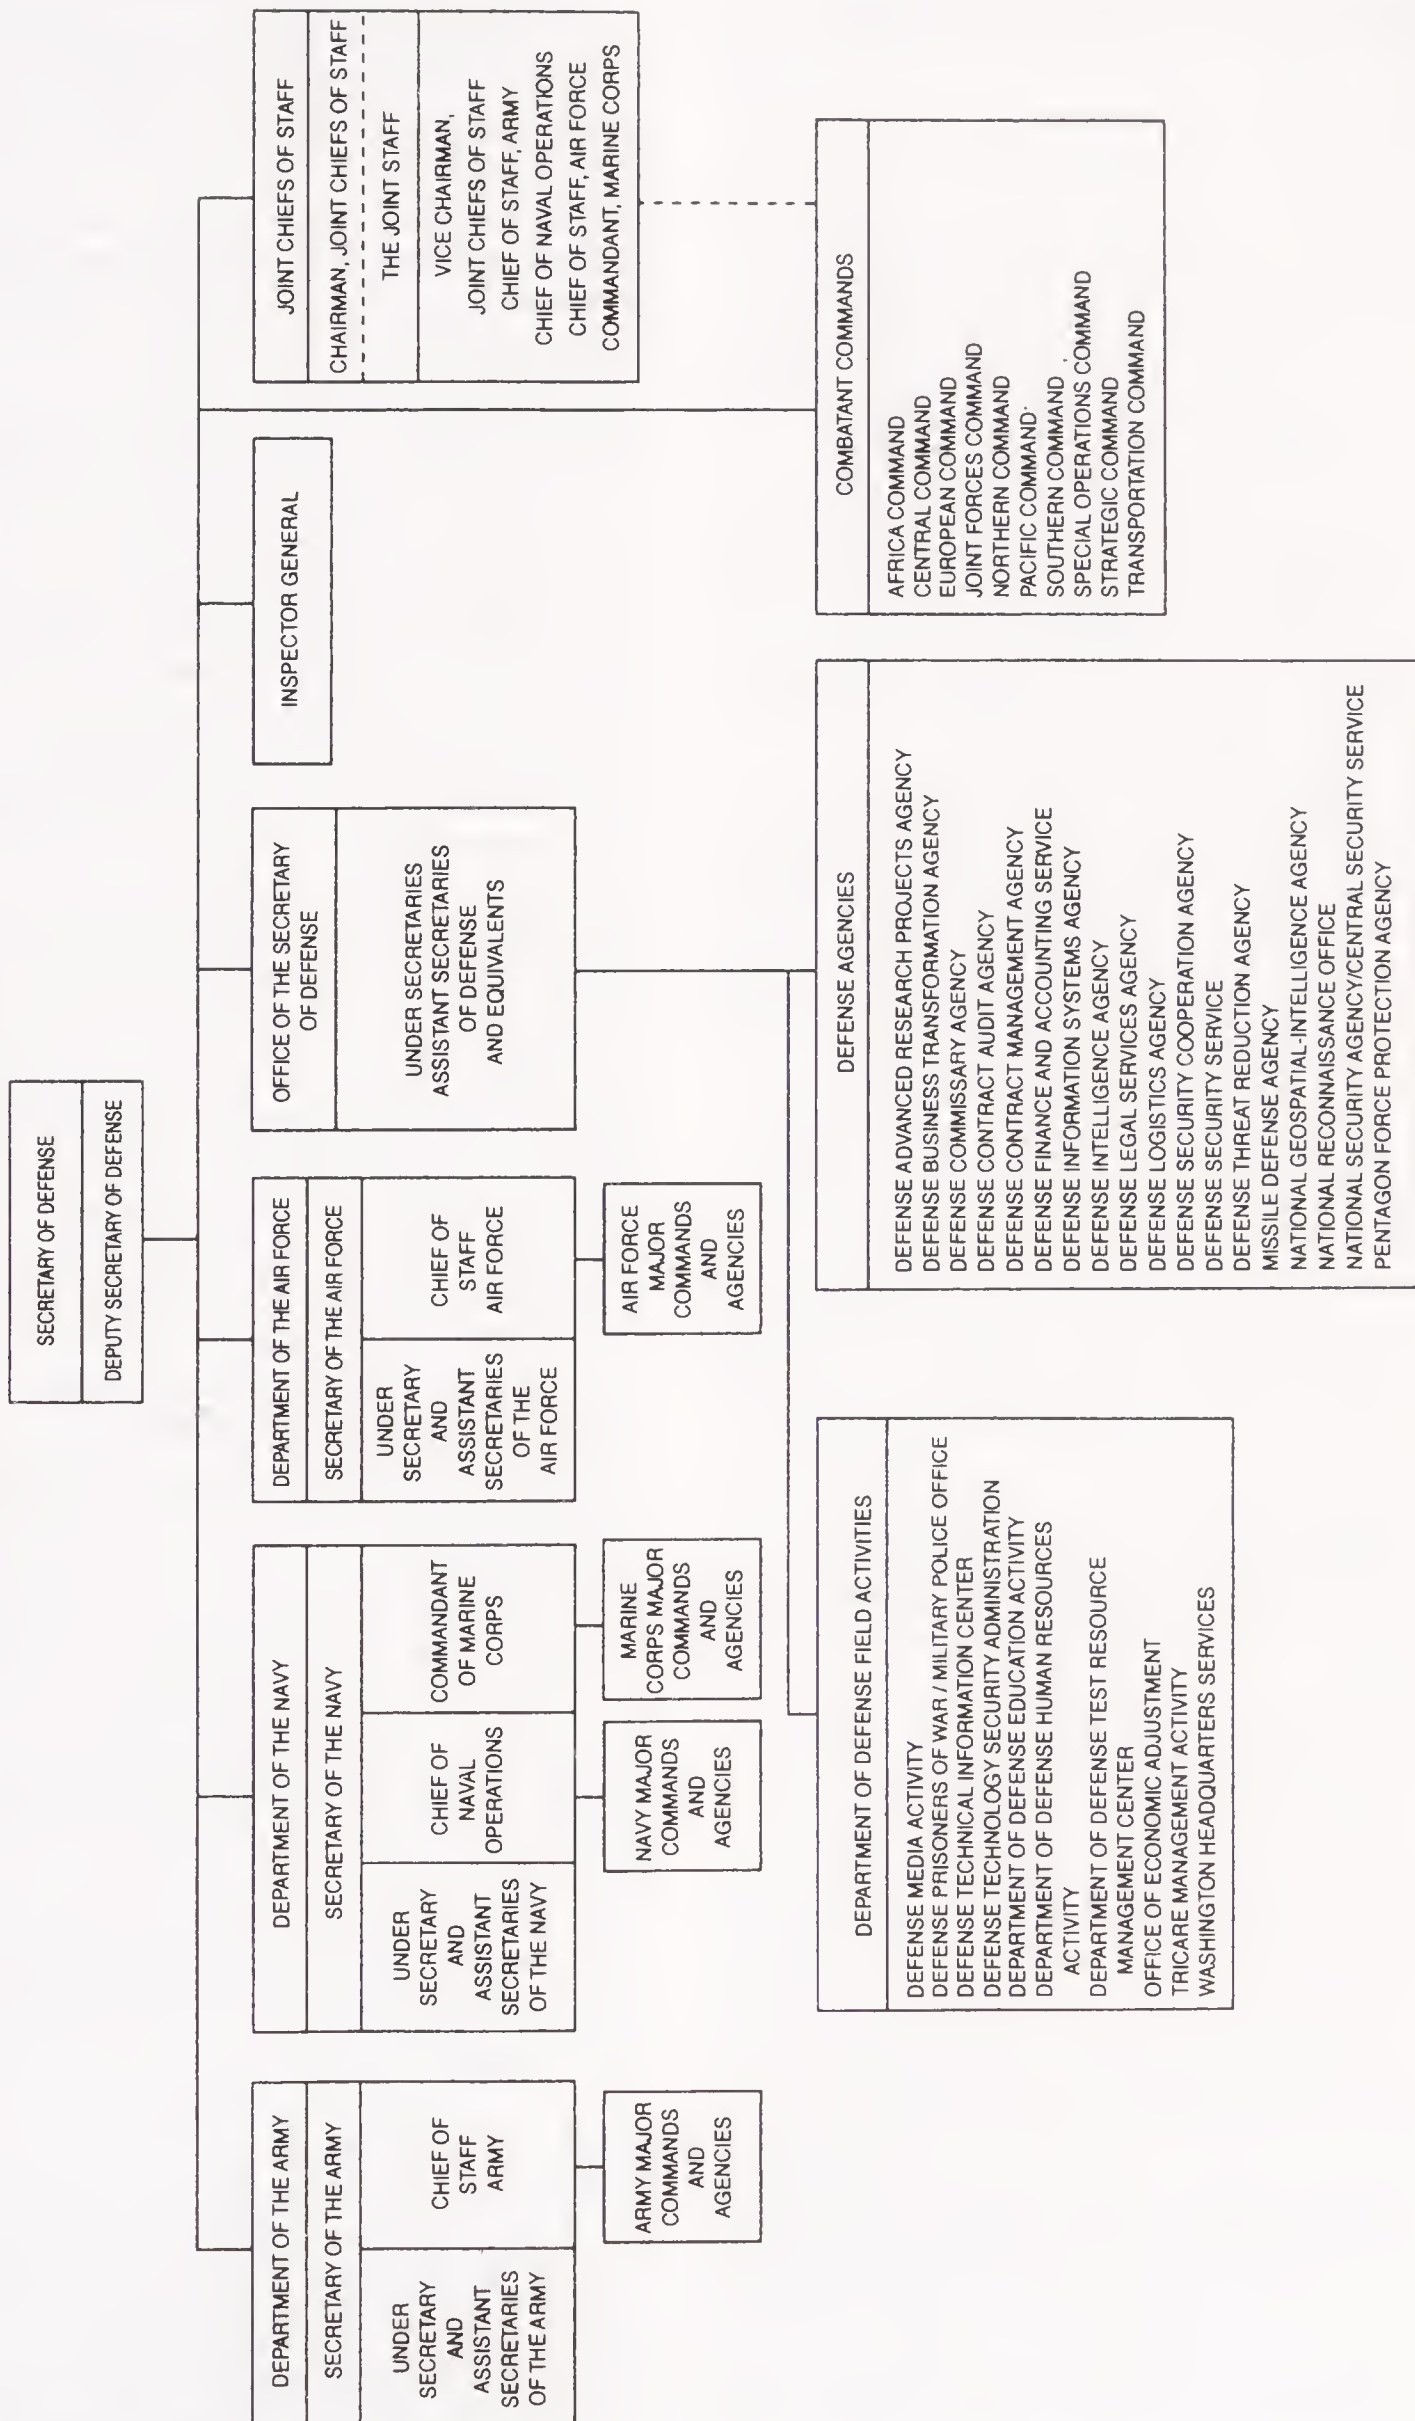 SECRETARY OF DEFENSE
DEPUTY SECRETARY OF DEFENSE
DEPARTMENT OF THE ARMY
SECRETARY OF THE ARMY
UNDER
SECRETARY
AND
ASSISTANT
SECRETARIES
OF THE ARMY
CHIEF OF
STAFF
ARMY
ARMY MAJOR
COMMANDS
AND
AGENCIES
DEPARTMENT OF THE NAVY
SECRETARY OF THE NAVY
UNDER
SECRETARY
AND
ASSISTANT
SECRETARIES
OF THE NAVY
CHIEF OF
NAVAL
OPERATIONS
COMMANDANT
OF MARINE
CORPS
NAVY MAJOR
COMMANDS
AND
AGENCIES
MARINE
CORPS MAJOR
COMMANDS
AND
AGENCIES
DEPARTMENT OF THE AIR FORCE
SECRETARY OF THE AIR FORCE
UNDER
SECRETARY
AND
ASSISTANT
SECRETARIES
OF THE
AIR FORCE
CHIEF OF
STAFF
AIR FORCE
AIR FORCE
MAJOR
COMMANDS
AND
AGENCIES
OFFICE OF THE SECRETARY
OF DEFENSE
UNDER SECRETARIES
ASSISTANT SECRETARIES
OF DEFENSE
AND EQUIVALENTS
INSPECTOR GENERAL
JOINT CHIEFS OF STAFF
CHAIRMAN, JOINT CHIEFS OF STAFF
THE JOINT STAFF
VICE CHAIRMAN,
JOINT CHIEFS OF STAFF
CHIEF OF STAFF, ARMY
CHIEF OF NAVAL OPERATIONS
CHIEF OF STAFF, AIR FORCE
COMMANDANT, MARINE CORPS
DEPARTMENT OF DEFENSE FIELD ACTIVITIES
DEFENSE MEDIA ACTIVITY
DEFENSE PRISONERS OF WAR / MILITARY POLICE OFFICE
DEFENSE TECHNICAL INFORMATION CENTER
DEFENSE TECHNOLOGY SECURITY ADMINISTRATION
DEPARTMENT OF DEFENSE EDUCATION ACTIVITY
DEPARTMENT OF DEFENSE HUMAN RESOURCES
ACTIVITY
DEPARTMENT OF DEFENSE TEST RESOURCE
MANAGEMENT CENTER
OFFICE OF ECONOMIC ADJUSTMENT
TRICARE MANAGEMENT ACTIVITY
WASHINGTON HEADQUARTERS SERVICES
DEFENSE AGENCIES
DEFENSE ADVANCED RESEARCH PROJECTS AGENCY
DEFENSE BUSINESS TRANSFORMATION AGENCY
DEFENSE COMMISSARY AGENCY
DEFENSE CONTRACT AUDIT AGENCY
DEFENSE CONTRACT MANAGEMENT AGENCY
DEFENSE FINANCE AND ACCOUNTING SERVICE
DEFENSE INFORMATION SYSTEMS AGENCY
DEFENSE INTELLIGENCE AGENCY
DEFENSE LEGAL SERVICES AGENCY
DEFENSE LOGISTICS AGENCY
DEFENSE SECURITY COOPERATION AGENCY
DEFENSE SECURITY SERVICE
DEFENSE THREAT REDUCTION AGENCY
MISSILE DEFENSE AGENCY
NATIONAL GEOSPATIAL-INTELLIGENCE AGENCY
NATIONAL RECONNAISSANCE OFFICE
NATIONAL SECURITY AGENCY/CENTRAL SECURITY SERVICE
PENTAGON FORCE PROTECTION AGENCY
COMBATANT COMMANDS
AFRICA COMMAND
CENTRAL COMMAND
EUROPEAN COMMAND
JOINT FORCES COMMAND
NORTHERN COMMAND
PACIFIC COMMAND
SOUTHERN COMMAND
SPECIAL OPERATIONS COMMAND
STRATEGIC COMMAND
TRANSPORTATION COMMAND